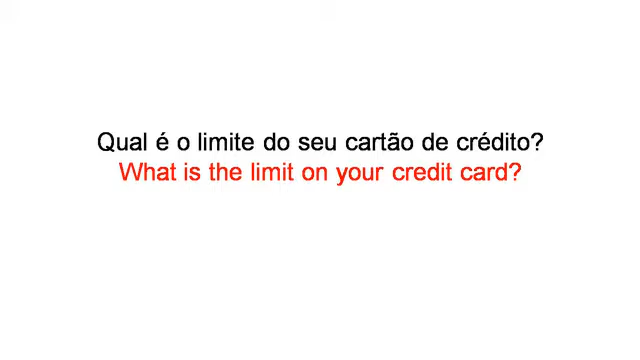 Qual é o limite do seu cartão de crédito?
What is the limit on your credit card?